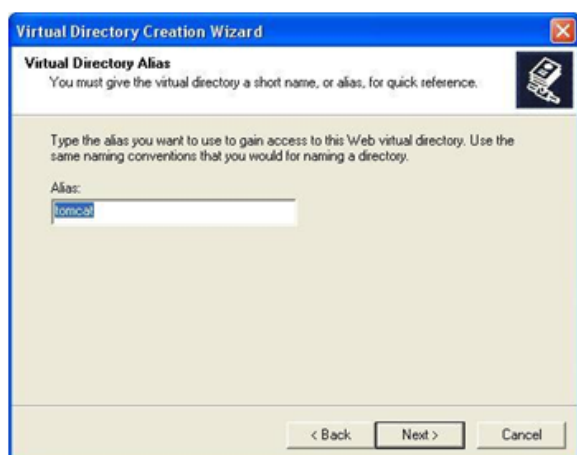 Virtual Directory Creation Wizard
Virtual Directory Alias
You must give the virtual directory a short name, or alias, for quick reference.
Type the alias you want to use to gain access to this Web virtual directory. Use the
same naming conventions that you would for naming a directory.
Alias:
tomcat
< Back
Next >
Cancel